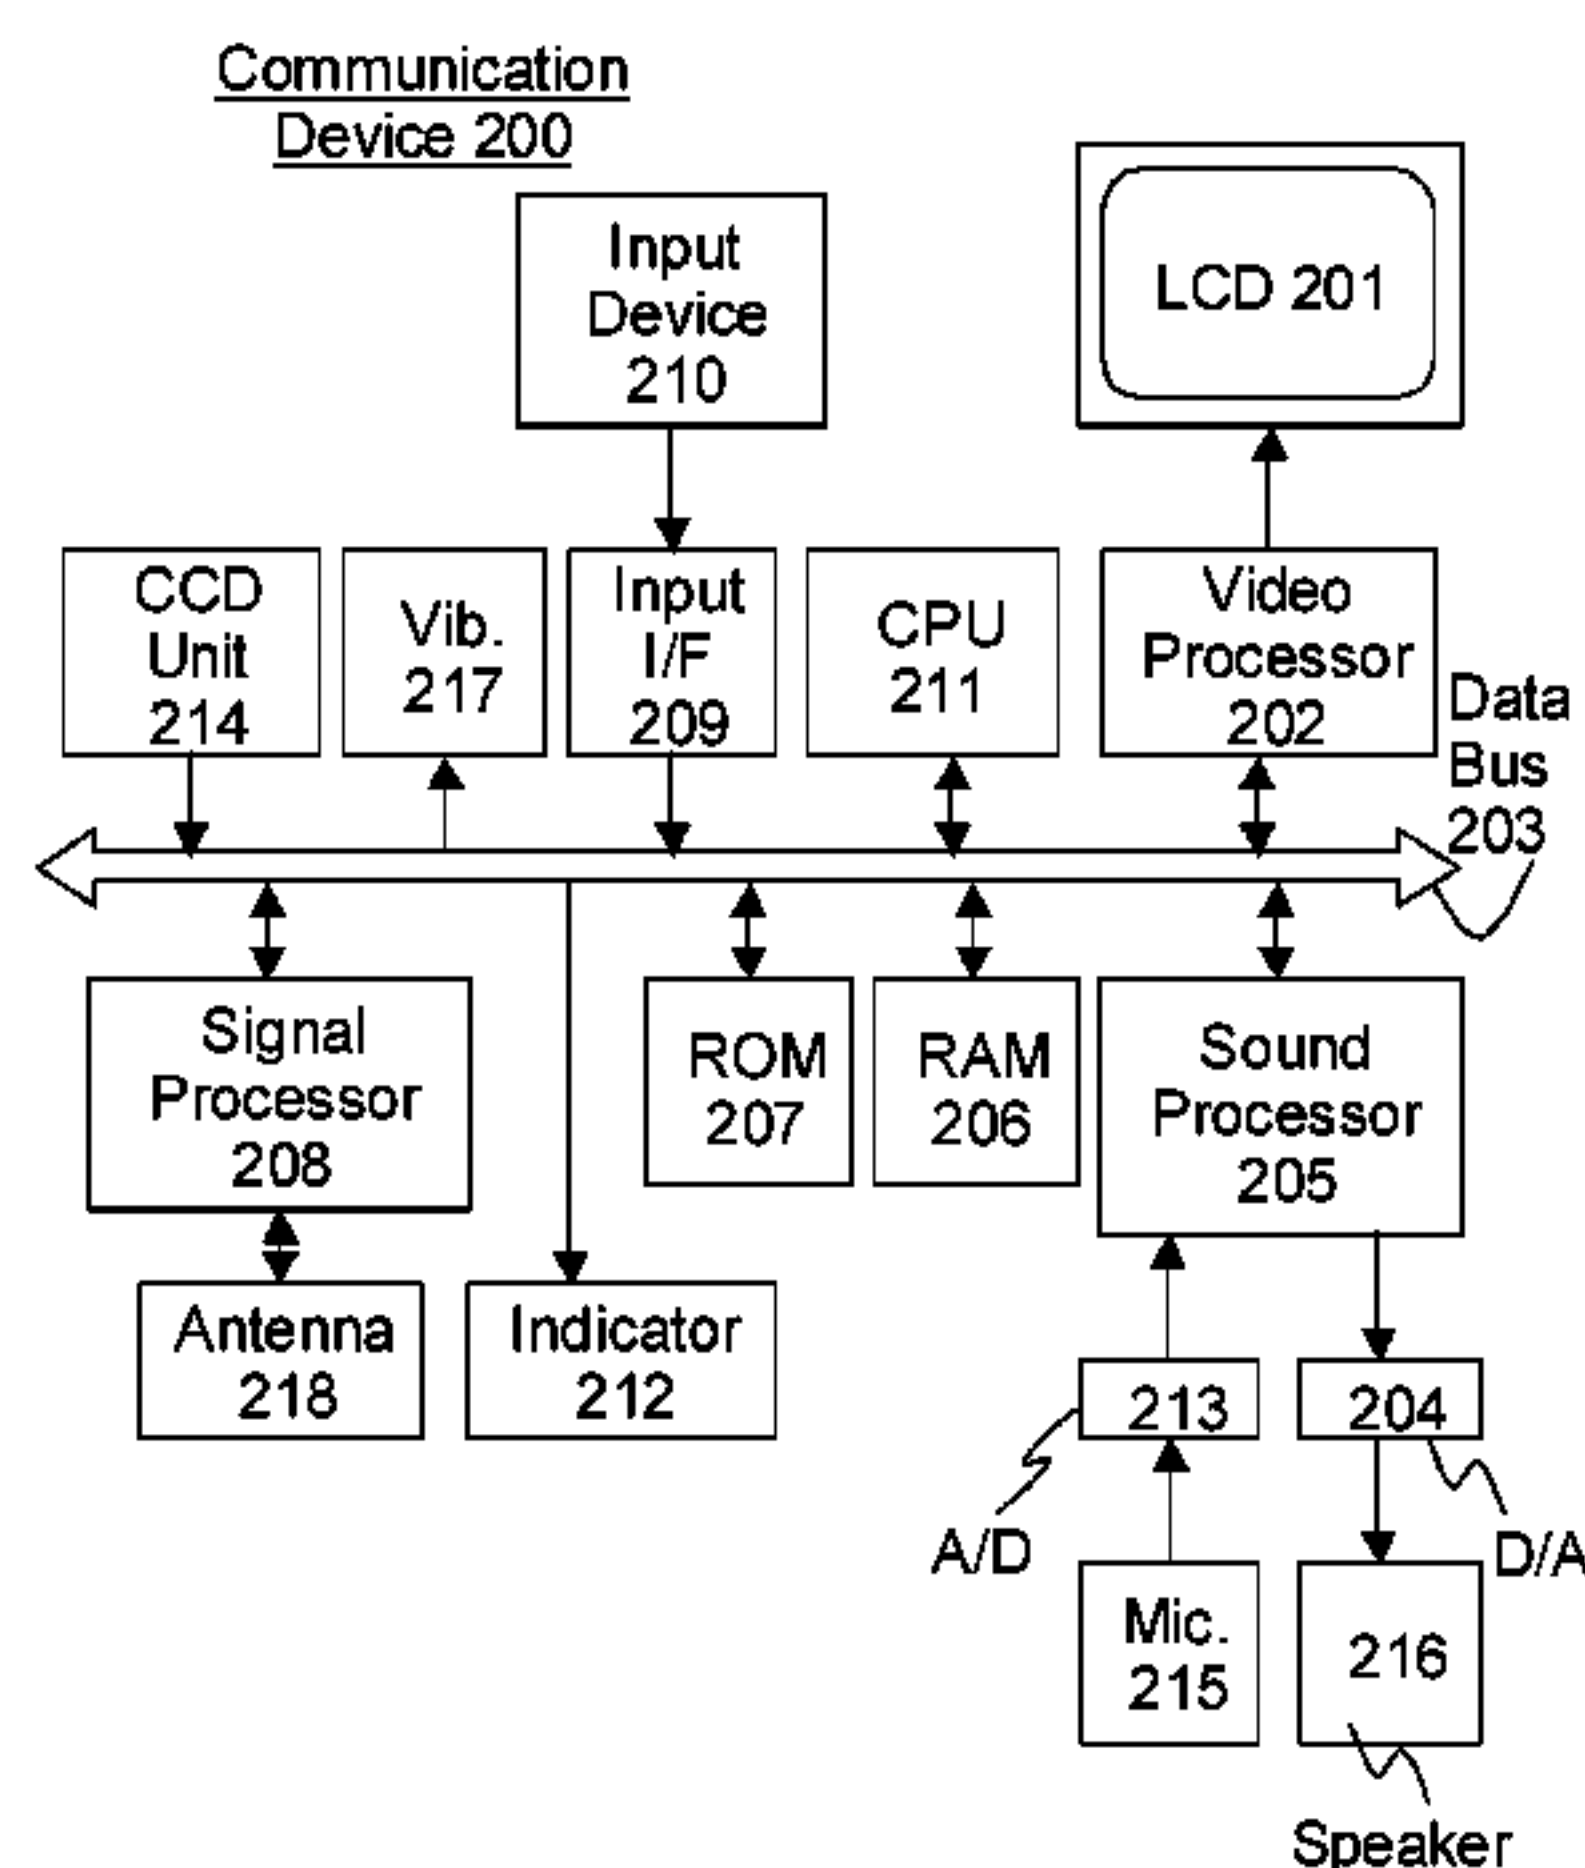 Communication
Device 200
Input
Device
210
LCD 201
CCD
Unit
214
Vib.
217
Input
I/F
209
CPU
211
Video
Processor
202
Data
Bus
203
Signal
Processor
208
ROM
207
RAM
206
Sound
Processor
205
Antenna
218
Indicator
212
213
204
A/D
D/A
Mic.
215
216
Speaker